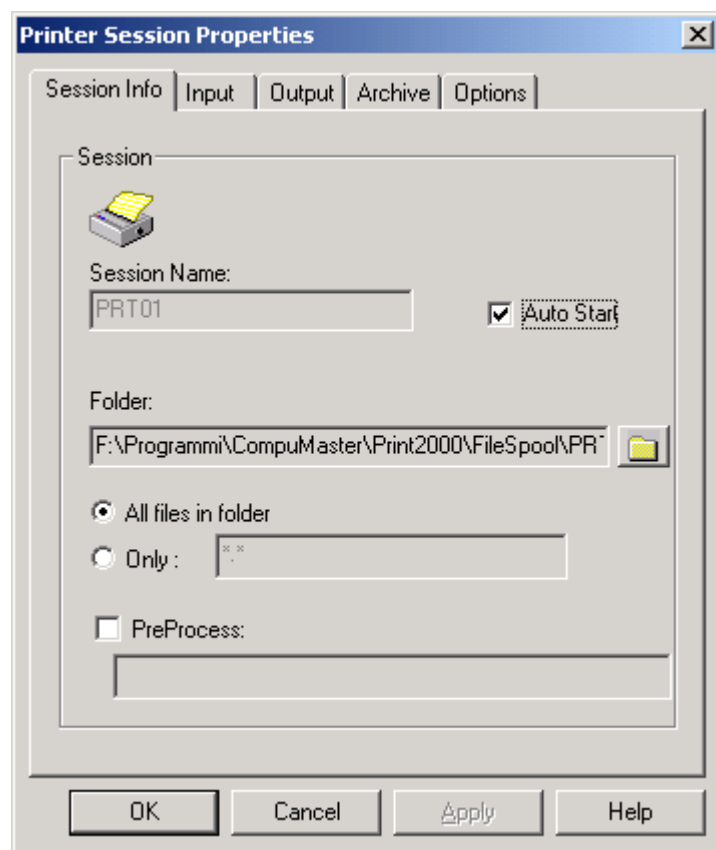 Printer Session Properties
Session Info Input Output Archive Options
Session
Session Name:
PRT01
Auto Start
Folder:
F:\Programmi\CompuMaster\Print2000\FileSpool\PR
All files in folder
Only : *.*
PreProcess:
OK Cancel Apply Help